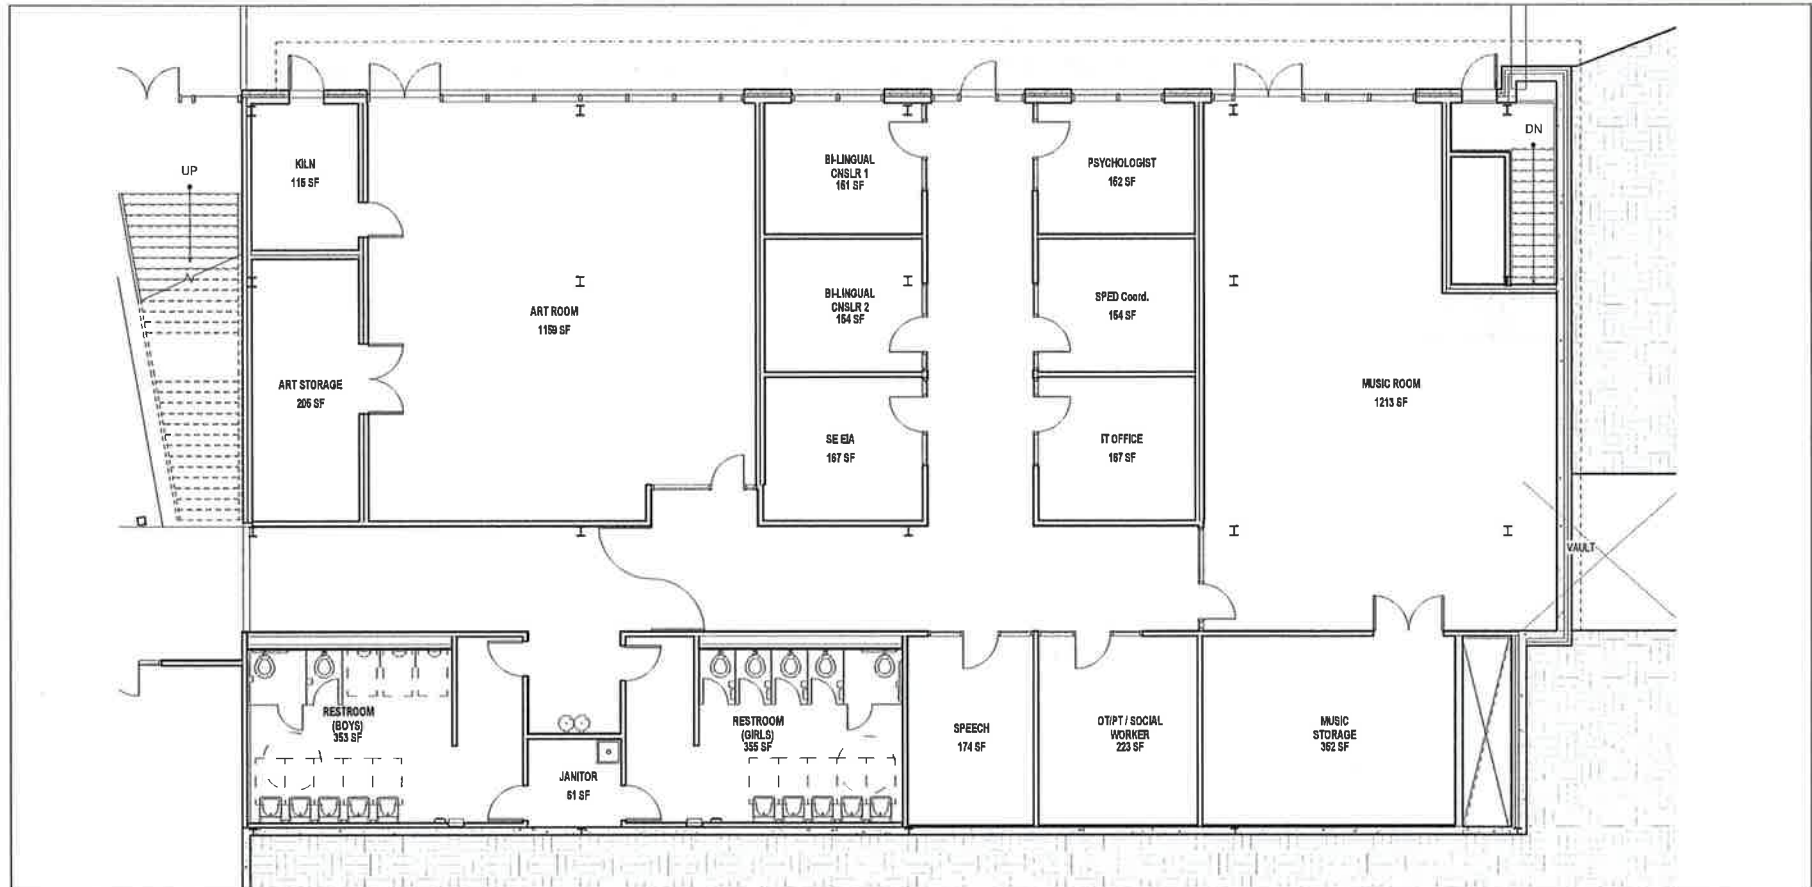 UP
KILN
115 SF
ART STORAGE
205 SF
ART ROOM
1159 SF
BI-LINGUAL
CNSLR 1
161 SF
BI-LINGUAL
CNSLR 2
154 SF
SE EIA
167 SF
PSYCHOLOGIST
162 SF
SPED Coord.
154 SF
IT OFFICE
167 SF
DN
MUSIC ROOM
1213 SF
VAULT
RESTROOM
(BOYS)
353 SF
JANITOR
61 SF
RESTROOM
(GIRLS)
355 SF
SPEECH
174 SF
OT/PT / SOCIAL
WORKER
223 SF
MUSIC
STORAGE
352 SF